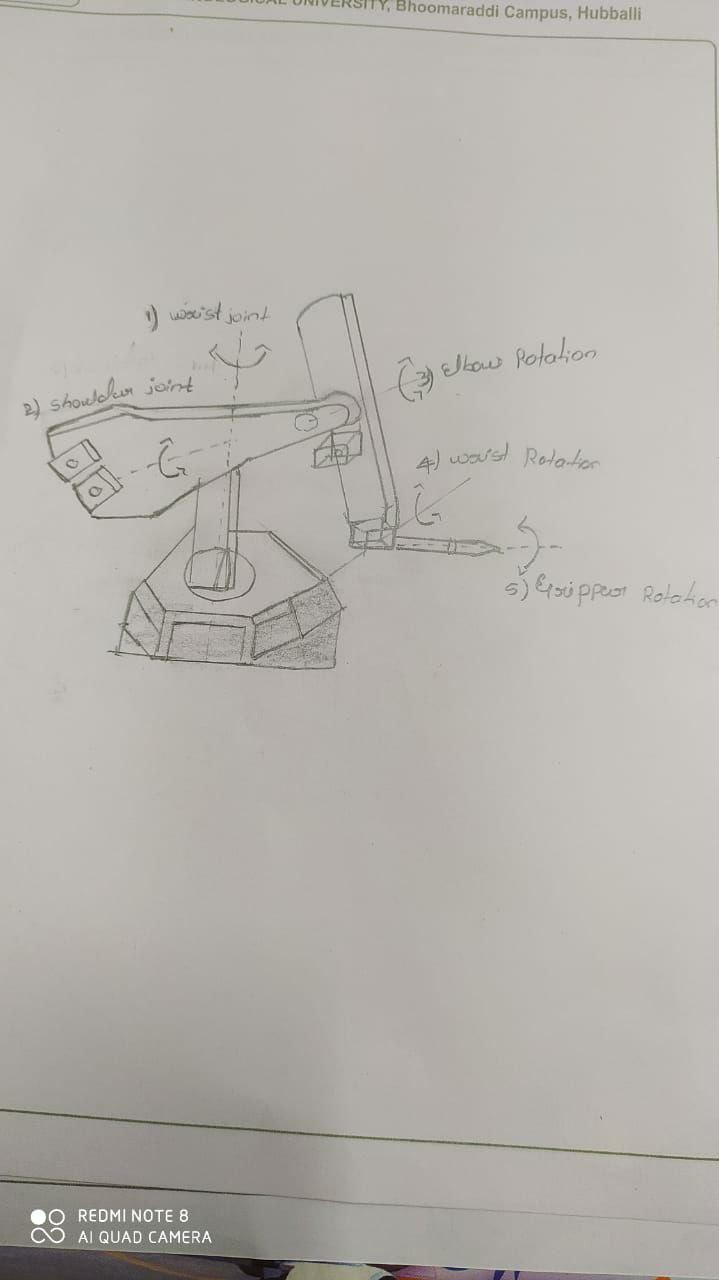 UNIVERSITY, Bhoomaraddi Campus, Hubballi
1) waist joint
2) Shoulder joint
3) Elbow Rotation
4) waist Rotation
5) Gripper Rotation
REDMI NOTE 8
AI QUAD CAMERA